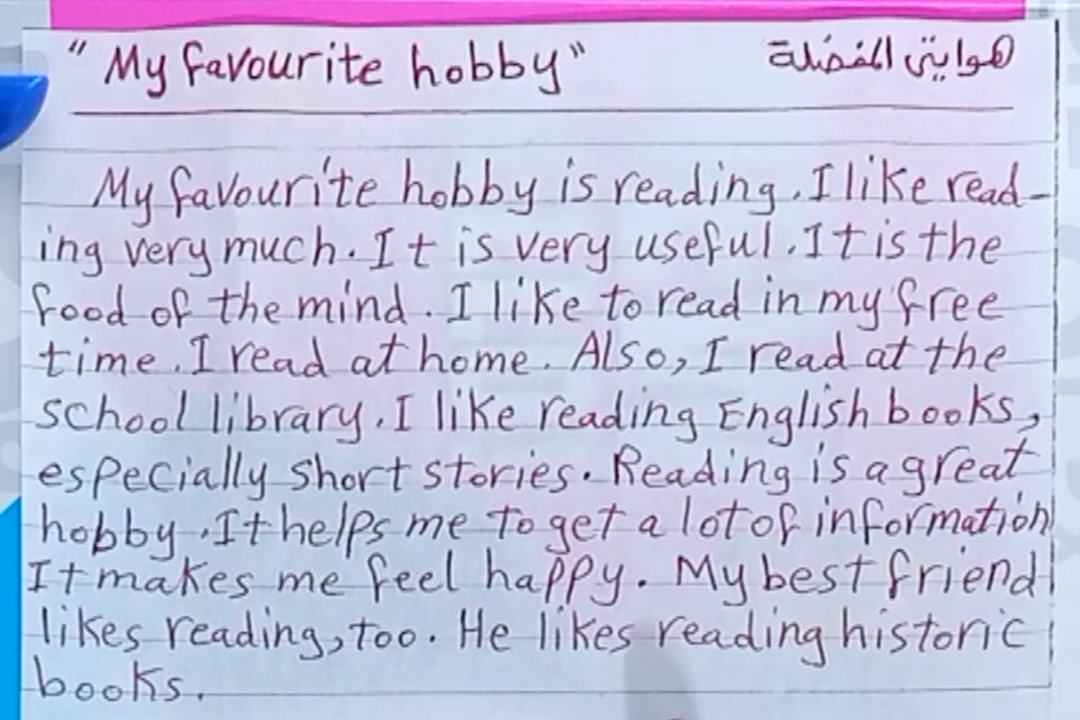 "My favourite hobby" هوايتى المفضلة
My favourite hobby is reading. I like read-
ing very much. It is very useful. It is the
food of the mind. I like to read in my free
time. I read at home. Also, I read at the
school library. I like reading English books,
especially short stories. Reading is a great
hobby. It helps me to get a lot of information
It makes me feel happy. My best friend
likes reading, too. He likes reading historic
books.